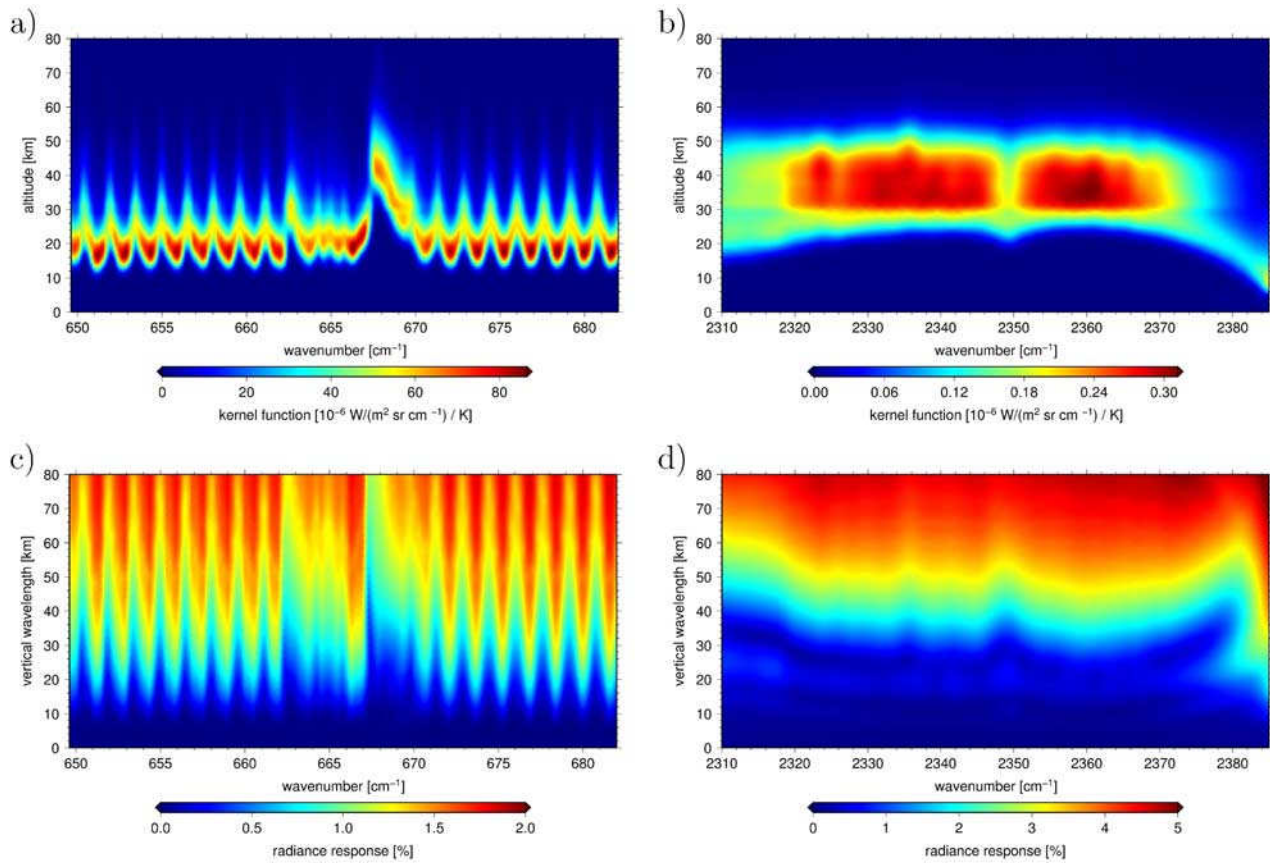 a)
80
70
60
50
40
30
20
10
0
altitude [km]
650 655 660 665 670 675 680
wavenumber [cm⁻¹]
0 20 40 60 80
kernel function [10⁻⁶ W/(m² sr cm ⁻¹) / K]
b)
80
70
60
50
40
30
20
10
0
altitude [km]
2310 2320 2330 2340 2350 2360 2370 2380
wavenumber [cm⁻¹]
0.00 0.06 0.12 0.18 0.24 0.30
kernel function [10⁻⁶ W/(m² sr cm ⁻¹) / K]
c)
80
70
60
50
40
30
20
10
0
vertical wavelength [km]
650 655 660 665 670 675 680
wavenumber [cm⁻¹]
0.0 0.5 1.0 1.5 2.0
radiance response [%]
d)
80
70
60
50
40
30
20
10
0
vertical wavelength [km]
2310 2320 2330 2340 2350 2360 2370 2380
wavenumber [cm⁻¹]
0 1 2 3 4 5
radiance response [%]